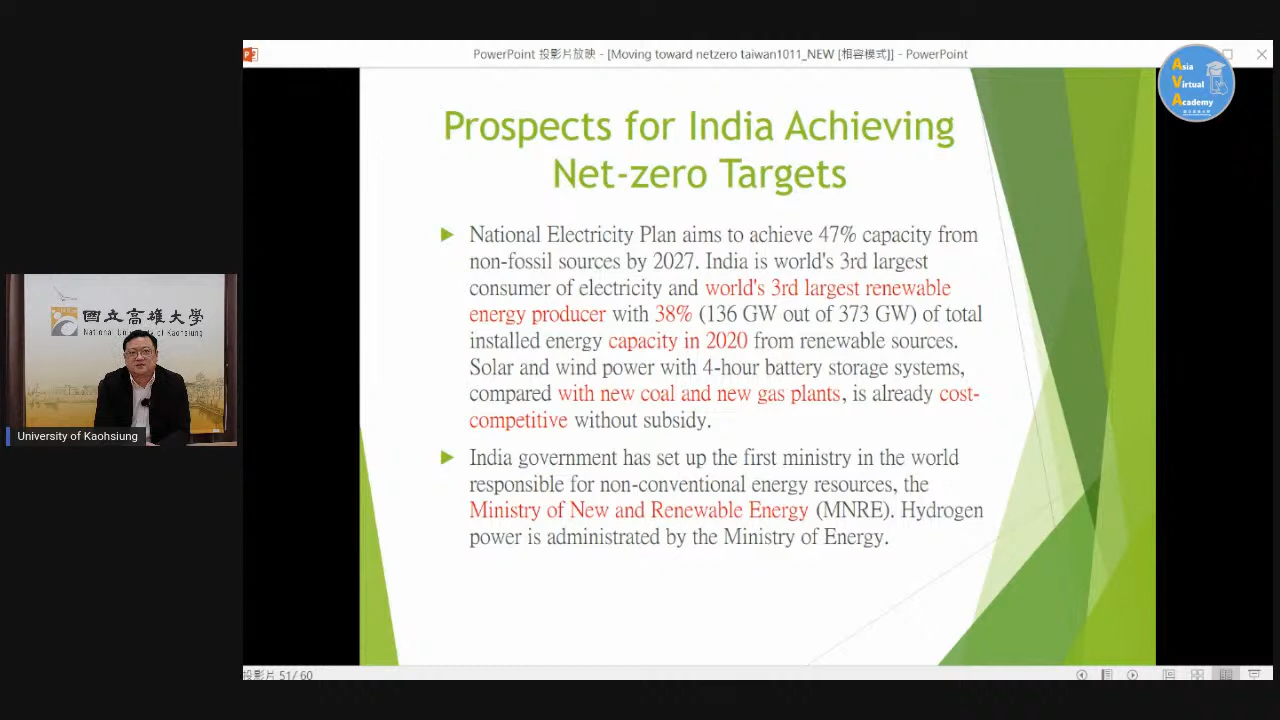 PowerPoint 投影片放映 - [Moving toward netzero taiwan1011_NEW [相容模式]] - PowerPoint
Asia
Virtual
Academy
Prospects for India Achieving
Net-zero Targets
National Electricity Plan aims to achieve 47% capacity from
non-fossil sources by 2027. India is world's 3rd largest
consumer of electricity and world's 3rd largest renewable
energy producer with 38% (136 GW out of 373 GW) of total
installed energy capacity in 2020 from renewable sources.
Solar and wind power with 4-hour battery storage systems,
compared with new coal and new gas plants, is already cost-
competitive without subsidy.
India government has set up the first ministry in the world
responsible for non-conventional energy resources, the
Ministry of New and Renewable Energy (MNRE). Hydrogen
power is administrated by the Ministry of Energy.
國立高雄大學
National University of Kaohsiung
University of Kaohsiung
投影片 51/ 60